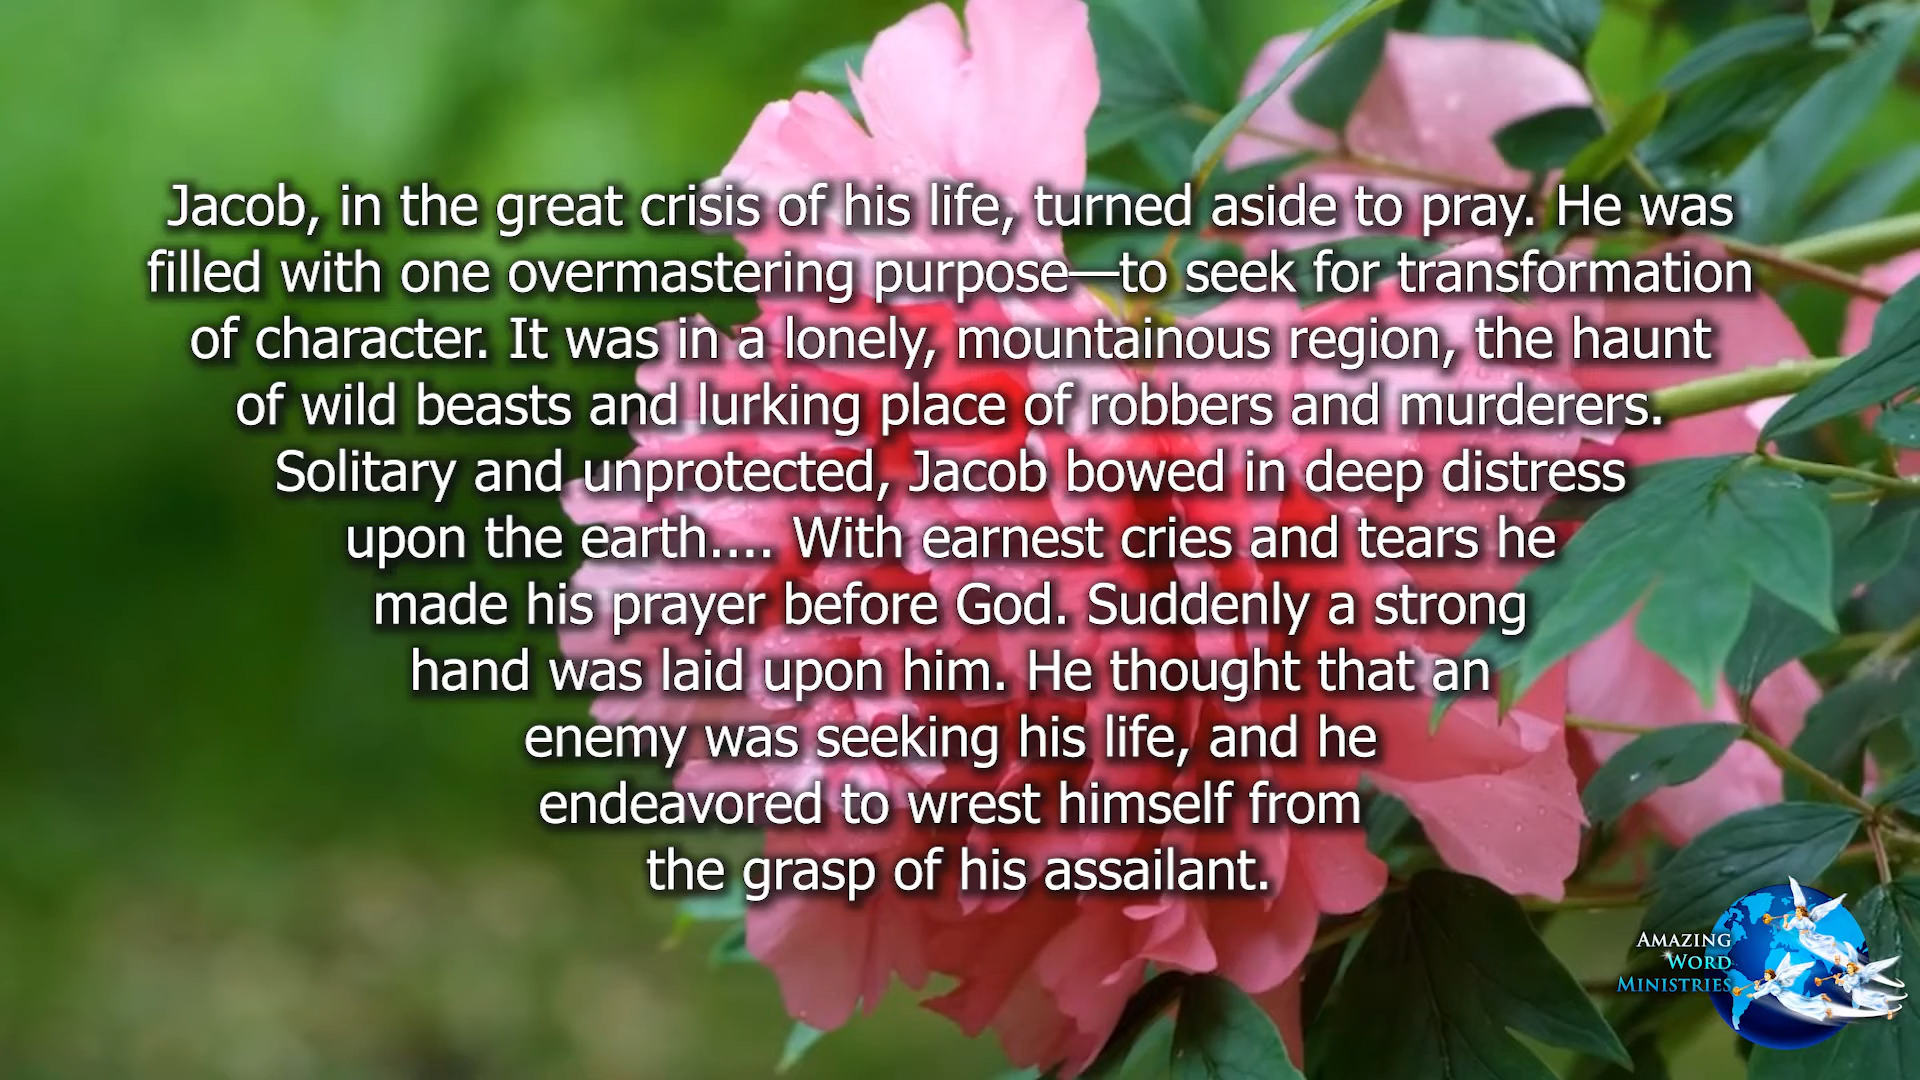 Jacob, in the great crisis of his life, turned aside to pray. He was
filled with one overmastering purpose—to seek for transformation
of character. It was in a lonely, mountainous region, the haunt
of wild beasts and lurking place of robbers and murderers.
Solitary and unprotected, Jacob bowed in deep distress
upon the earth.... With earnest cries and tears he
made his prayer before God. Suddenly a strong
hand was laid upon him. He thought that an
enemy was seeking his life, and he
endeavored to wrest himself from
the grasp of his assailant.
AMAZING
WORD
MINISTRIES